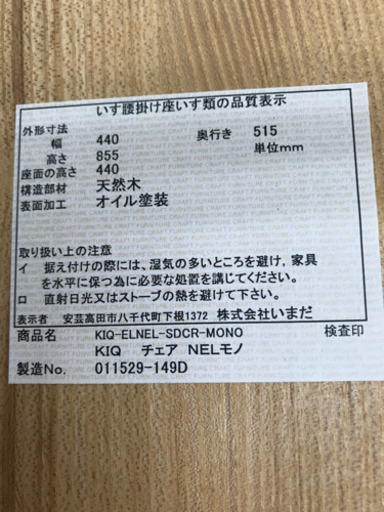 いす腰掛け座いす類の品質表示
外形寸法
幅 440 奥行き 515
高さ 855 単位mm
座面の高さ 440
構造部材 天然木
表面加工 オイル塗装
取り扱い上の注意
イ 据え付けの際には、湿気の多いところを避け,家具
を水平に保つ為に必要な処置を講じてください。
ロ 直射日光又はストーブの熱を避けて下さい。
表示者 安芸高田市八千代町下根1372 株式会社いまだ
商品名 KIQ-ELNEL-SDCR-MONO 検査印
KIQ チェア NELモノ
製造No. 011529-149D